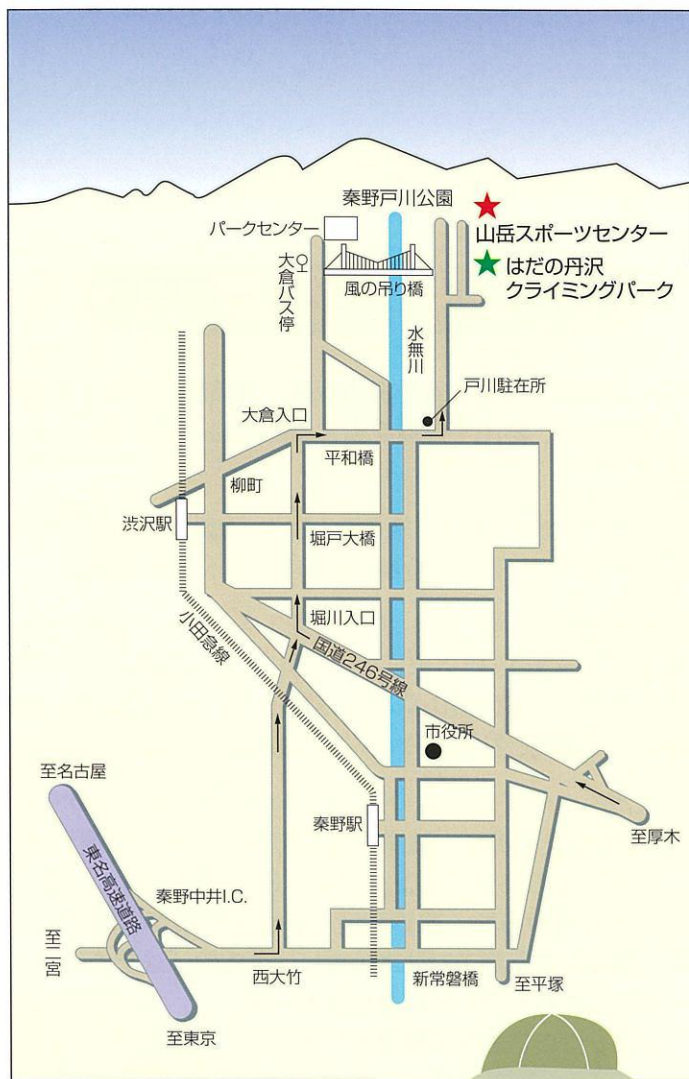 秦野戸川公園
パークセンター
山岳スポーツセンター
大倉バス停
風の吊り橋
はだの丹沢
クライミングパーク
水無川
戸川駐在所
大倉入口
平和橋
柳町
渋沢駅
堀戸大橋
堀川入口
小田急線
国道246号線
市役所
至名古屋
秦野駅
至厚木
東名高速道路
秦野中井I.C.
至二宮
西大竹
新常磐橋
至平塚
至東京